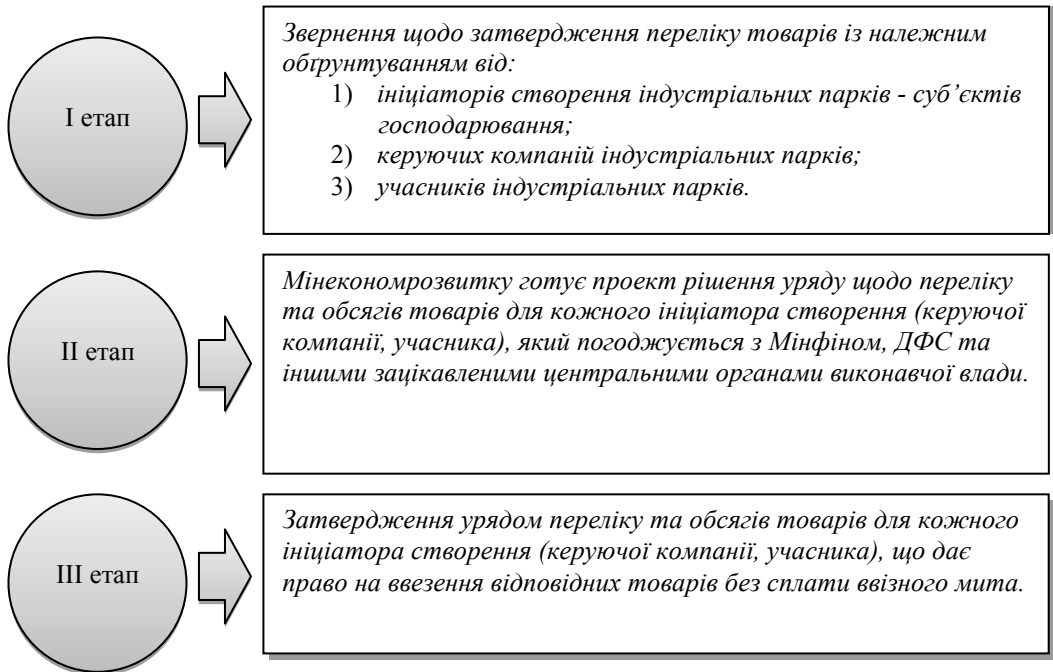 Звернення щодо затвердження переліку товарів із належним
обґрунтуванням від:
1) ініціаторів створення індустріальних парків - суб’єктів
господарювання;
2) керуючих компаній індустріальних парків;
3) учасників індустріальних парків.
І етап
Мінекономрозвитку готує проект рішення уряду щодо переліку
та обсягів товарів для кожного ініціатора створення (керуючої
компанії, учасника), який погоджується з Мінфіном, ДФС та
іншими зацікавленими центральними органами виконавчої влади.
ІІ етап
Затвердження урядом переліку та обсягів товарів для кожного
ініціатора створення (керуючої компанії, учасника), що дає
право на ввезення відповідних товарів без сплати ввізного мита.
ІІІ етап